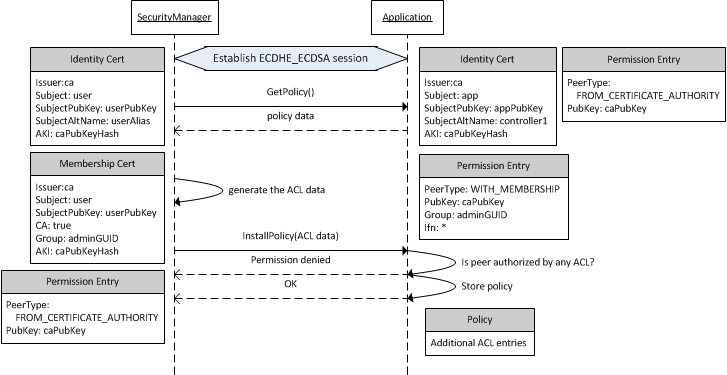 SecurityManager
Application
Establish ECDHE_ECDSA session
Identity Cert
Issuer:ca
Subject: user
SubjectPubKey: userPubKey
SubjectAltName: userAlias
AKI: caPubKeyHash
Identity Cert
Issuer:ca
Subject: app
SubjectPubKey: appPubKey
SubjectAltName: controller1
AKI: caPubKeyHash
Permission Entry
PeerType:
FROM_CERTIFICATE_AUTHORITY
PubKey: caPubKey
GetPolicy()
policy data
Membership Cert
Issuer:ca
Subject: user
SubjectPubKey: userPubKey
CA: true
Group: adminGUID
AKI: caPubKeyHash
generate the ACL data
Permission Entry
PeerType: WITH_MEMBERSHIP
PubKey: caPubKey
Group: adminGUID
Ifn: *
InstallPolicy(ACL data)
Permission denied
Is peer authorized by any ACL?
OK
Store policy
Permission Entry
PeerType:
FROM_CERTIFICATE_AUTHORITY
PubKey: caPubKey
Policy
Additional ACL entries